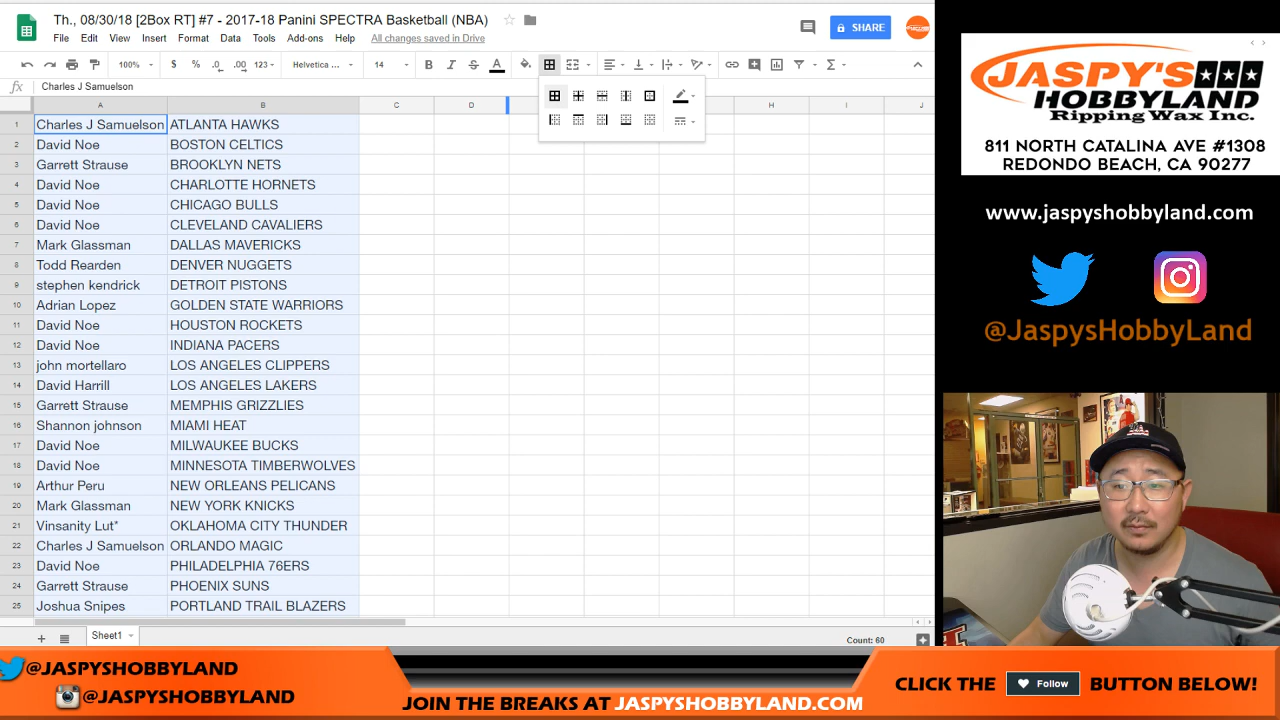 Th., 08/30/18 [2Box RT] #7 - 2017-18 Panini SPECTRA Basketball (NBA)
File Edit View Insert Format Data Tools Add-ons Help All changes saved in Drive
SHARE
100% $ % .0 .00 123 Helvetica ... 14 B I S A
fx Charles J Samuelson
A B C D H I J
1 Charles J Samuelson ATLANTA HAWKS
2 David Noe BOSTON CELTICS
3 Garrett Strause BROOKLYN NETS
4 David Noe CHARLOTTE HORNETS
5 David Noe CHICAGO BULLS
6 David Noe CLEVELAND CAVALIERS
7 Mark Glassman DALLAS MAVERICKS
8 Todd Rearden DENVER NUGGETS
9 stephen kendrick DETROIT PISTONS
10 Adrian Lopez GOLDEN STATE WARRIORS
11 David Noe HOUSTON ROCKETS
12 David Noe INDIANA PACERS
13 john mortellaro LOS ANGELES CLIPPERS
14 David Harrill LOS ANGELES LAKERS
15 Garrett Strause MEMPHIS GRIZZLIES
16 Shannon johnson MIAMI HEAT
17 David Noe MILWAUKEE BUCKS
18 David Noe MINNESOTA TIMBERWOLVES
19 Arthur Peru NEW ORLEANS PELICANS
20 Mark Glassman NEW YORK KNICKS
21 Vinsanity Lut* OKLAHOMA CITY THUNDER
22 Charles J Samuelson ORLANDO MAGIC
23 David Noe PHILADELPHIA 76ERS
24 Garrett Strause PHOENIX SUNS
25 Joshua Snipes PORTLAND TRAIL BLAZERS
Sheet1
Count: 60
JASPY'S
HOBBYLAND
Ripping Wax Inc.
811 NORTH CATALINA AVE #1308
REDONDO BEACH, CA 90277
www.jaspyshobbyland.com
@JaspysHobbyLand
@JASPYSHOBBYLAND
@JASPYSHOBBYLAND
JOIN THE BREAKS AT JASPYSHOBBYLAND.COM
CLICK THE Follow BUTTON BELOW!